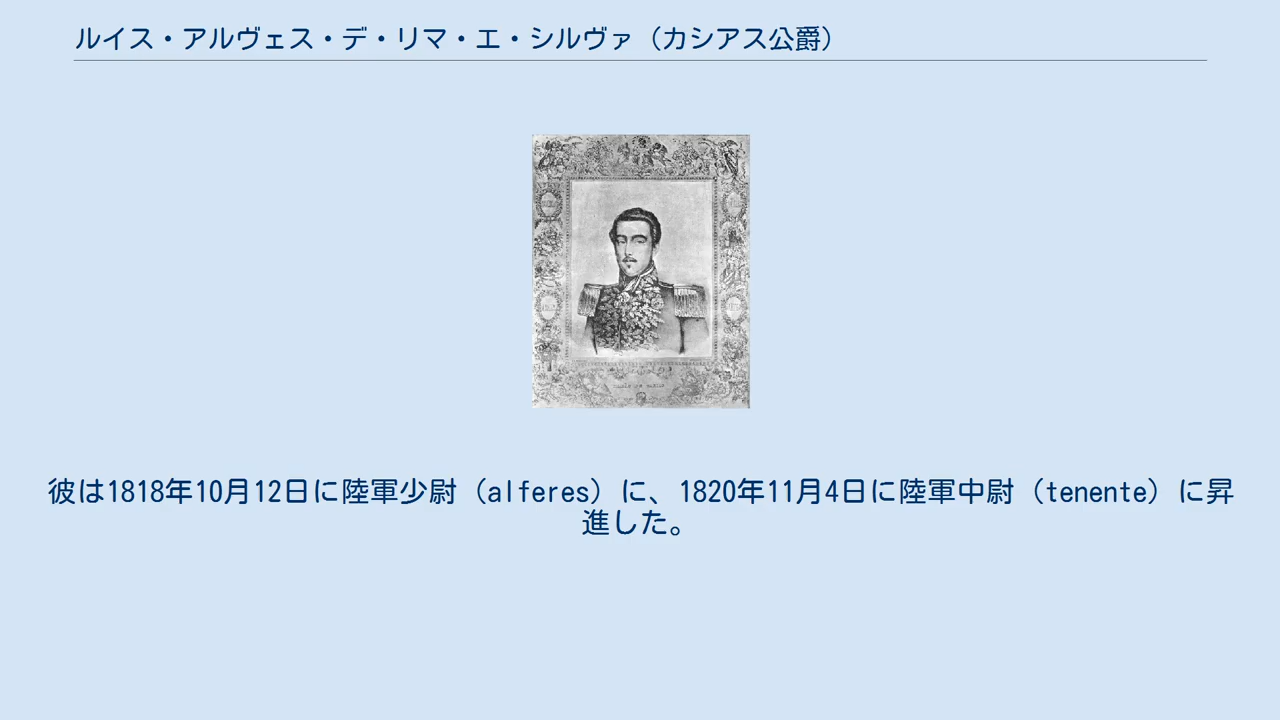 ルイス・アルヴェス・デ・リマ・エ・シルヴァ（カシアス公爵）
彼は1818年10月12日に陸軍少尉（alferes）に、1820年11月4日に陸軍中尉（tenente）に昇
進した。